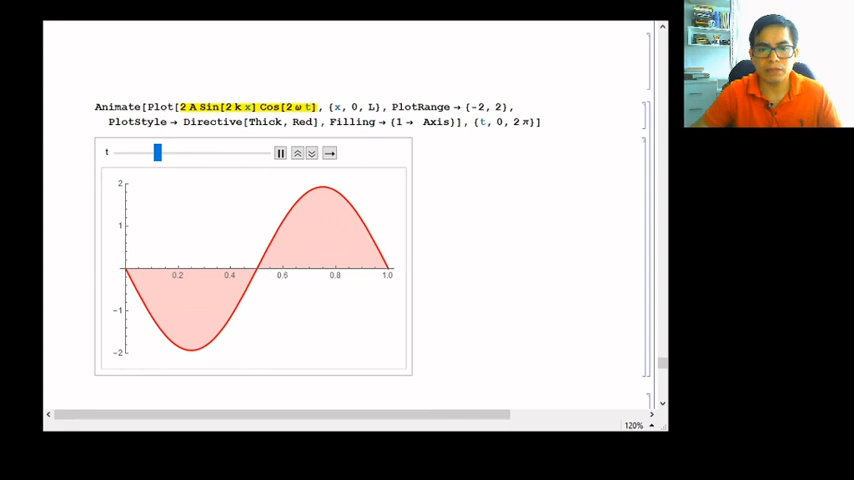 Animate[Plot[2 A Sin[2 k x] Cos[2 ω t], {x, 0, L}, PlotRange → {-2, 2},
PlotStyle → Directive[Thick, Red], Filling → {1 → Axis}], {t, 0, 2 π}]
t
2
1
0.2 0.4 0.6 0.8 1.0
-1
-2
120%